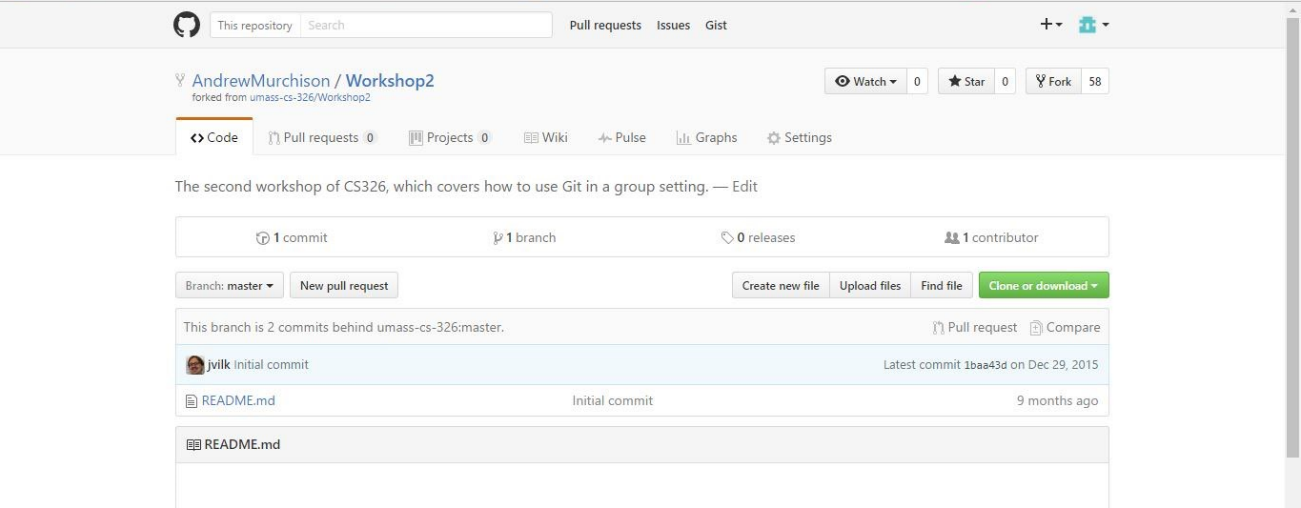 This repository Search Pull requests Issues Gist
AndrewMurchison / Workshop2 Watch 0 Star 0 Fork 58
forked from umass-cs-326/Workshop2
Code Pull requests 0 Projects 0 Wiki Pulse Graphs Settings
The second workshop of CS326, which covers how to use Git in a group setting. — Edit
1 commit 1 branch 0 releases 1 contributor
Branch: master New pull request Create new file Upload files Find file Clone or download
This branch is 2 commits behind umass-cs-326:master. Pull request Compare
jvilk Initial commit Latest commit 1baa43d on Dec 29, 2015
README.md Initial commit 9 months ago
README.md